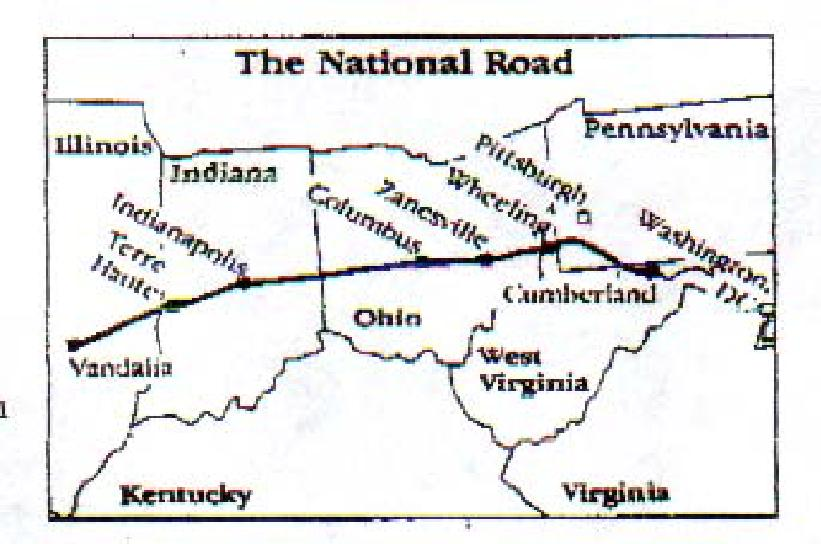 The National Road
Pennsylvania
Illinois
Indiana
Pittsburgh
Wheeling
Zanesville
Columbus
Indianapolis
Terre
Haute
Washington,
DC
Cumberland
Ohio
Vandalia
West
Virginia
Kentucky
Virginia